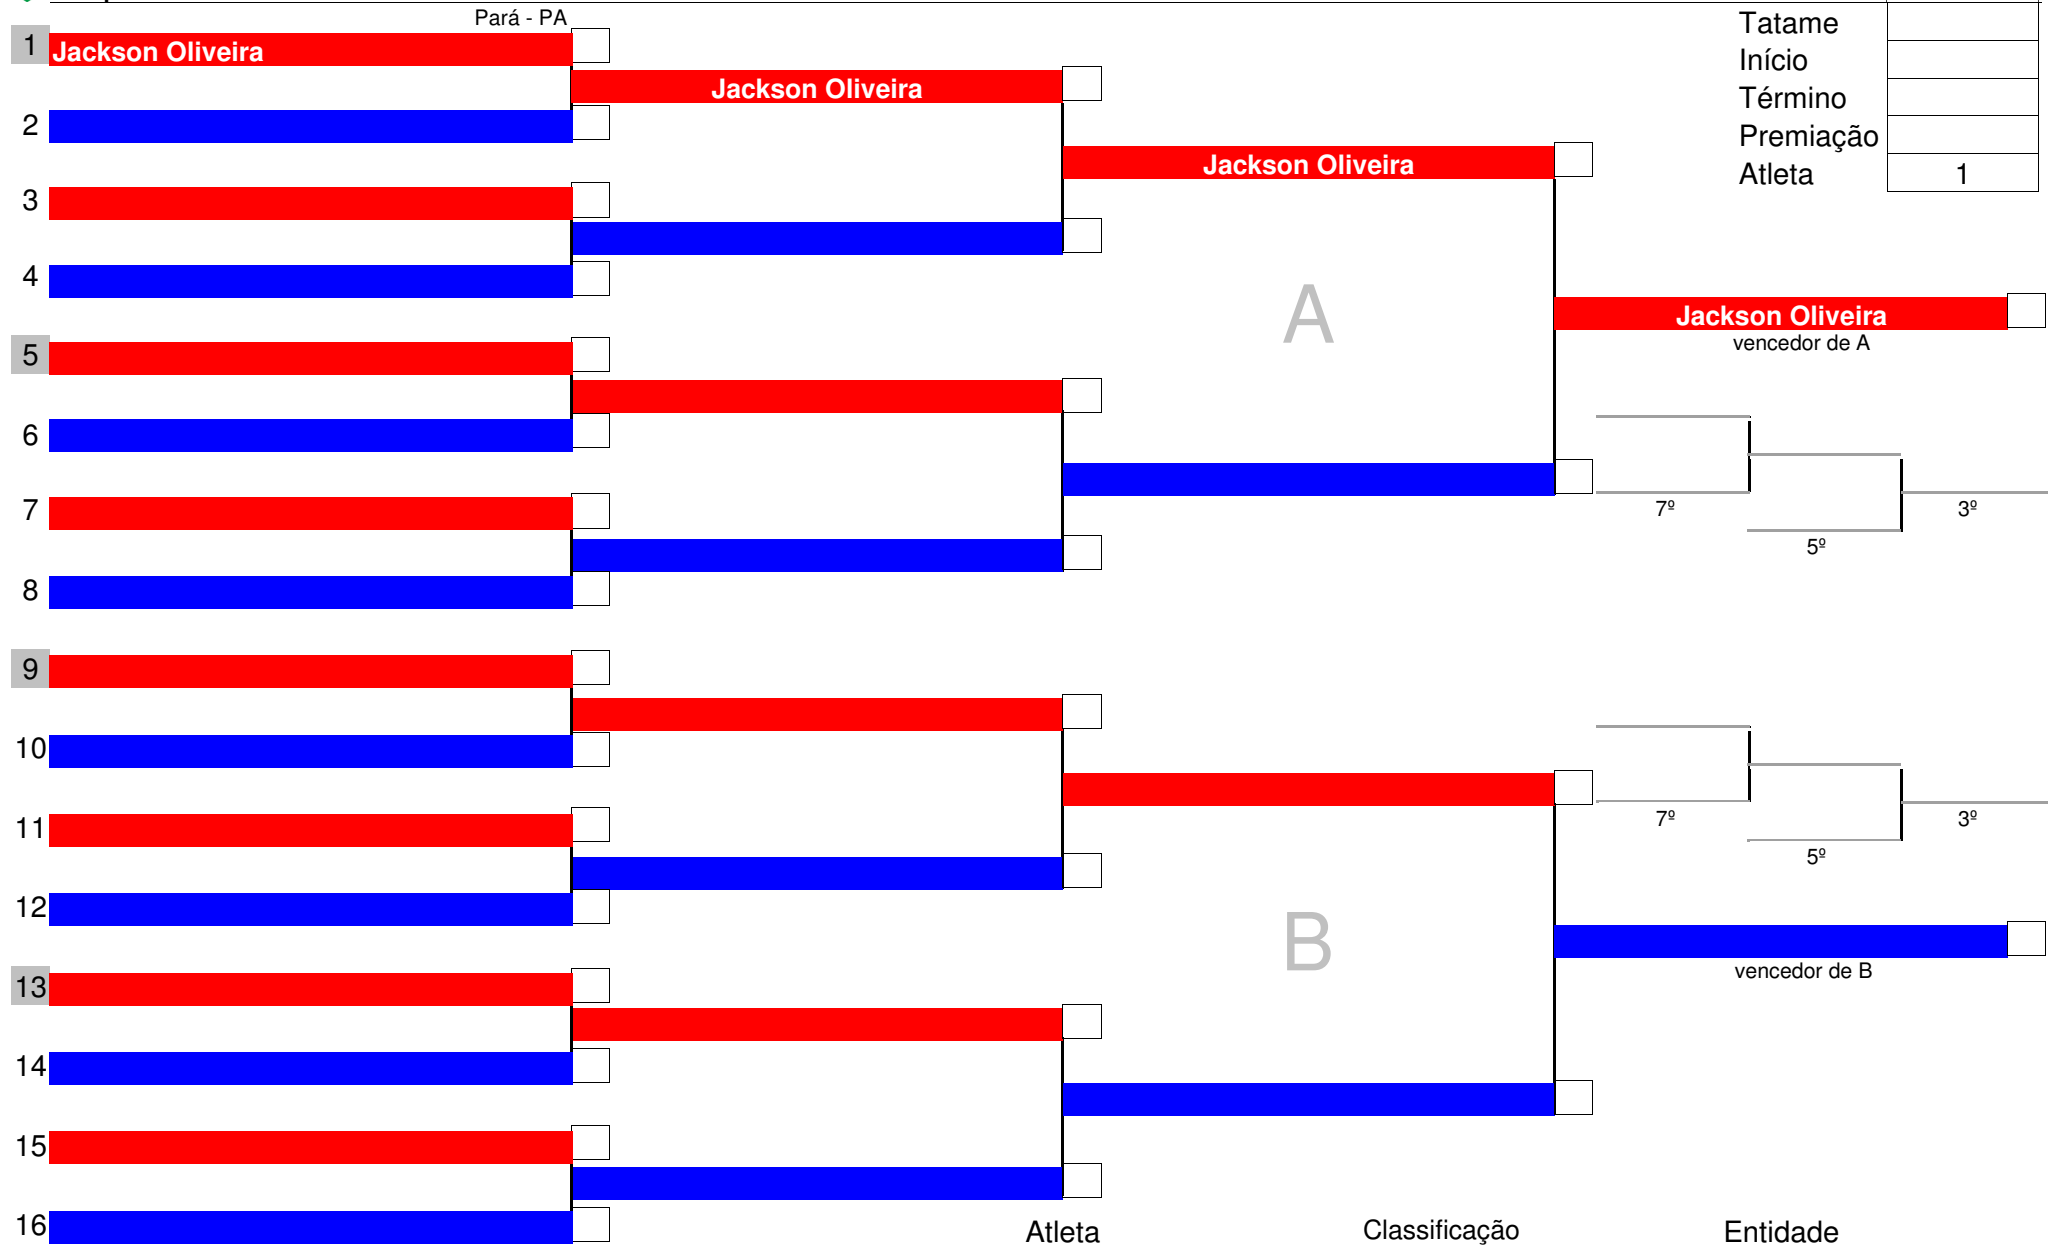 Pará - PA
Tatame
1 Jackson Oliveira
Início
Jackson Oliveira
Término
2
Premiação
Jackson Oliveira
Atleta 1
3
4
A
Jackson Oliveira
vencedor de A
5
6
7
7º 3º
5º
8
9
10
11
7º 3º
5º
12
B
vencedor de B
13
14
15
16
Atleta Classificação Entidade